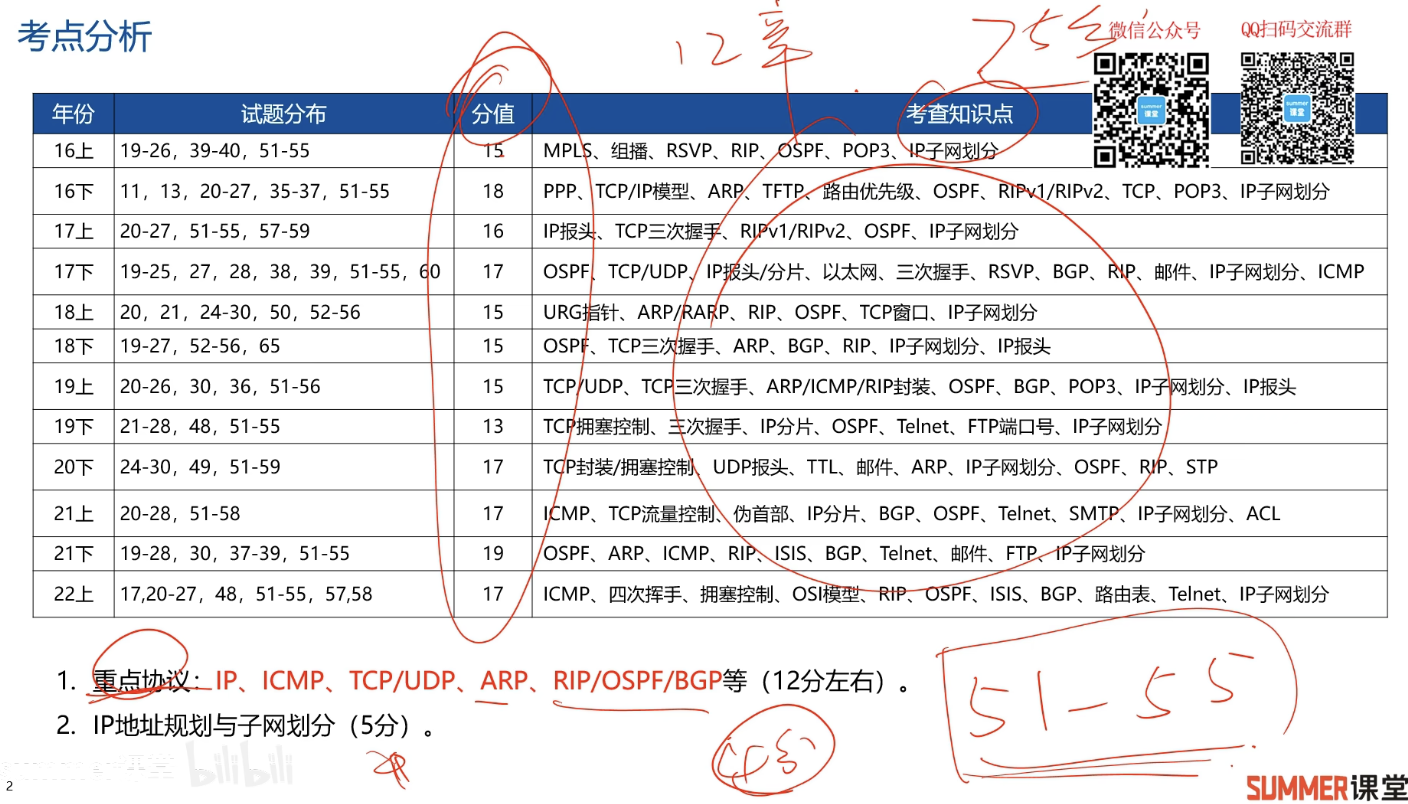 考点分析
12章
25分
微信公众号
QQ扫码交流群
年份 试题分布 分值 考查知识点
summer课堂
summer课堂
16上 19-26，39-40，51-55 15 MPLS、组播、RSVP、RIP、OSPF、POP3、IP子网划分
16下 11，13，20-27，35-37，51-55 18 PPP、TCP/IP模型、ARP、TFTP、路由优先级、OSPF、RIPv1/RIPv2、TCP、POP3、IP子网划分
17上 20-27，51-55，57-59 16 IP报头、TCP三次握手、RIPv1/RIPv2、OSPF、IP子网划分
17下 19-25，27，28，38，39，51-55，60 17 OSPF、TCP/UDP、IP报头/分片、以太网、三次握手、RSVP、BGP、RIP、邮件、IP子网划分、ICMP
18上 20，21，24-30，50，52-56 15 URG指针、ARP/RARP、RIP、OSPF、TCP窗口、IP子网划分
18下 19-27，52-56，65 15 OSPF、TCP三次握手、ARP、BGP、RIP、IP子网划分、IP报头
19上 20-26，30，36，51-56 15 TCP/UDP、TCP三次握手、ARP/ICMP/RIP封装、OSPF、BGP、POP3、IP子网划分、IP报头
19下 21-28，48，51-55 13 TCP拥塞控制、三次握手、IP分片、OSPF、Telnet、FTP端口号、IP子网划分
20下 24-30，49，51-59 17 TCP封装/拥塞控制、UDP报头、TTL、邮件、ARP、IP子网划分、OSPF、RIP、STP
21上 20-28，51-58 17 ICMP、TCP流量控制、伪首部、IP分片、BGP、OSPF、Telnet、SMTP、IP子网划分、ACL
21下 19-28，30，37-39，51-55 19 OSPF、ARP、ICMP、RIP、ISIS、BGP、Telnet、邮件、FTP、IP子网划分
22上 17,20-27，48，51-55，57,58 17 ICMP、四次挥手、拥塞控制、OSI模型、RIP、OSPF、ISIS、BGP、路由表、Telnet、IP子网划分
1. 重点协议：IP、ICMP、TCP/UDP、ARP、RIP/OSPF/BGP等（12分左右）。
51-55
2. IP地址规划与子网划分（5分）。
4分
bilibili
2
SUMMER课堂